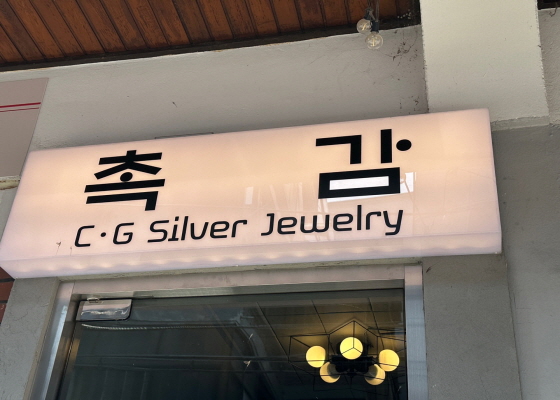 촉 감
C·G Silver Jewelry